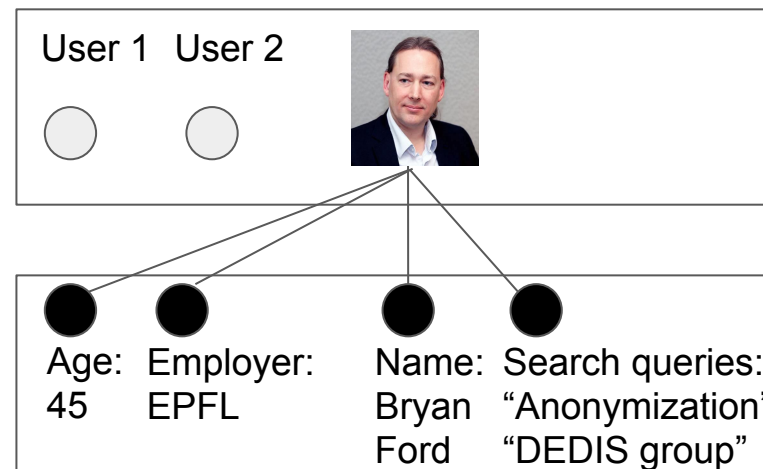 User 1 User 2
Age: Employer: Name: Search queries:
45 EPFL Bryan “Anonymization”
Ford “DEDIS group”